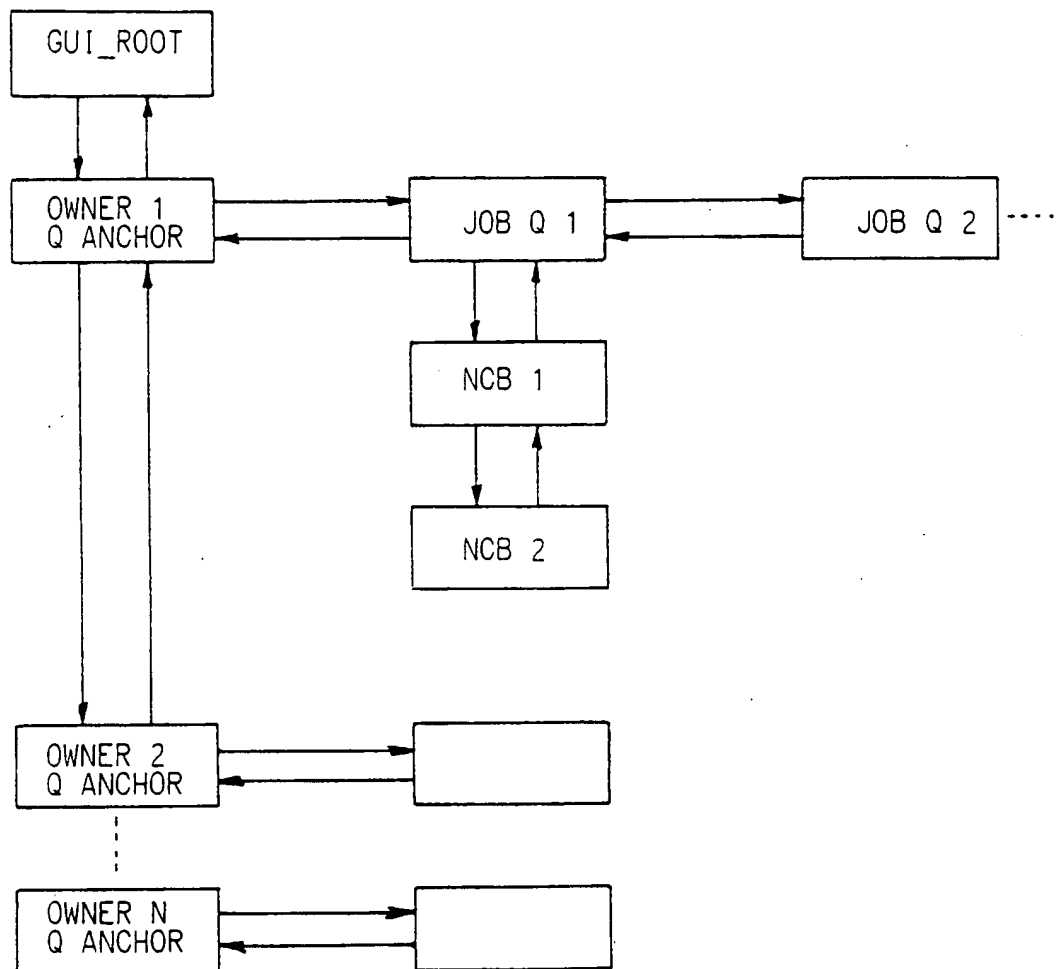 GUI_ROOT
OWNER 1
Q ANCHOR
JOB Q 1
JOB Q 2
NCB 1
NCB 2
OWNER 2
Q ANCHOR
OWNER N
Q ANCHOR